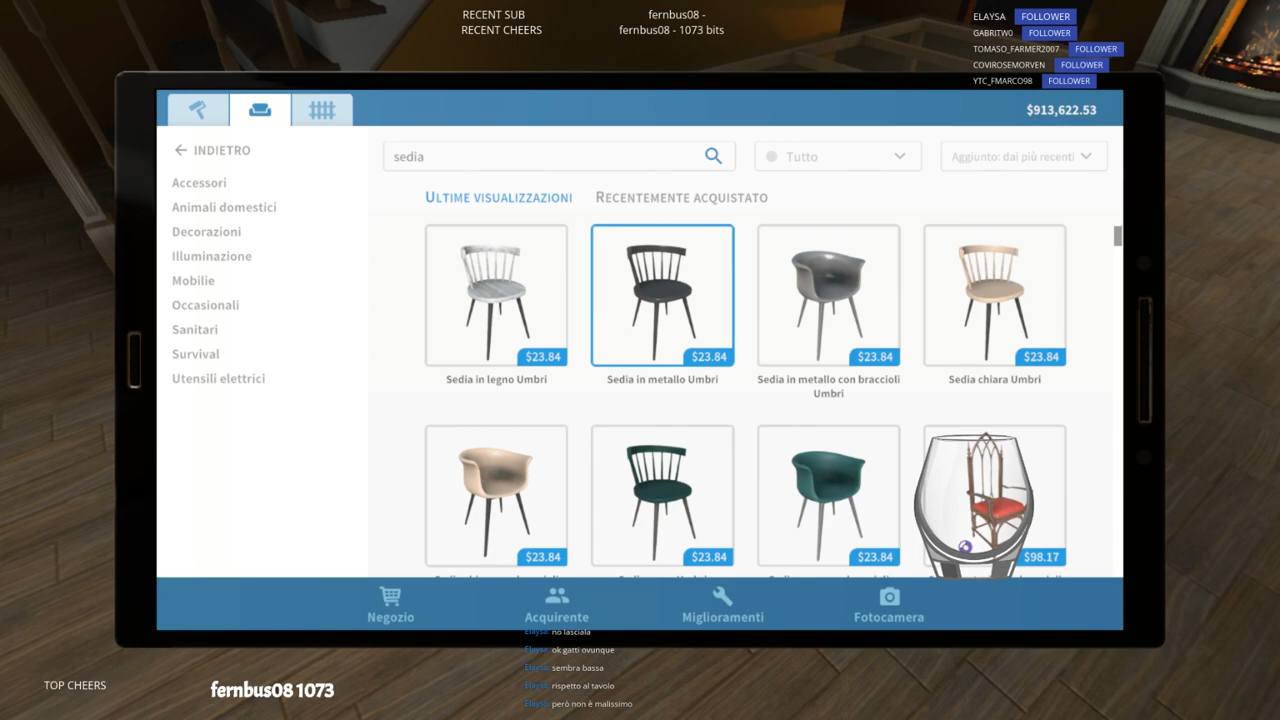 RECENT SUB
fernbus08 -
RECENT CHEERS
fernbus08 - 1073 bits
ELAYSA FOLLOWER
GABRITW0 FOLLOWER
TOMASO_FARMER2007 FOLLOWER
COVIROSEMORVEN FOLLOWER
YTC_FMARCO98 FOLLOWER
$913,622.53
INDIETRO
Accessori
Animali domestici
Decorazioni
Illuminazione
Mobilie
Occasionali
Sanitari
Survival
Utensili elettrici
sedia
Tutto
Aggiunto: dai più recenti
ULTIME VISUALIZZAZIONI
RECENTEMENTE ACQUISTATO
$23.84
$23.84
$23.84
$23.84
Sedia in legno Umbri
Sedia in metallo Umbri
Sedia in metallo con braccioli
Umbri
Sedia chiara Umbri
$23.84
$23.84
$23.84
$98.17
Negozio
Acquirente
Miglioramenti
Fotocamera
Elaysa: no lasciala
Elaysa: ok gatti ovunque
Elaysa: sembra bassa
Elaysa: rispetto al tavolo
Elaysa: però non è malissimo
TOP CHEERS
fernbus08 1073